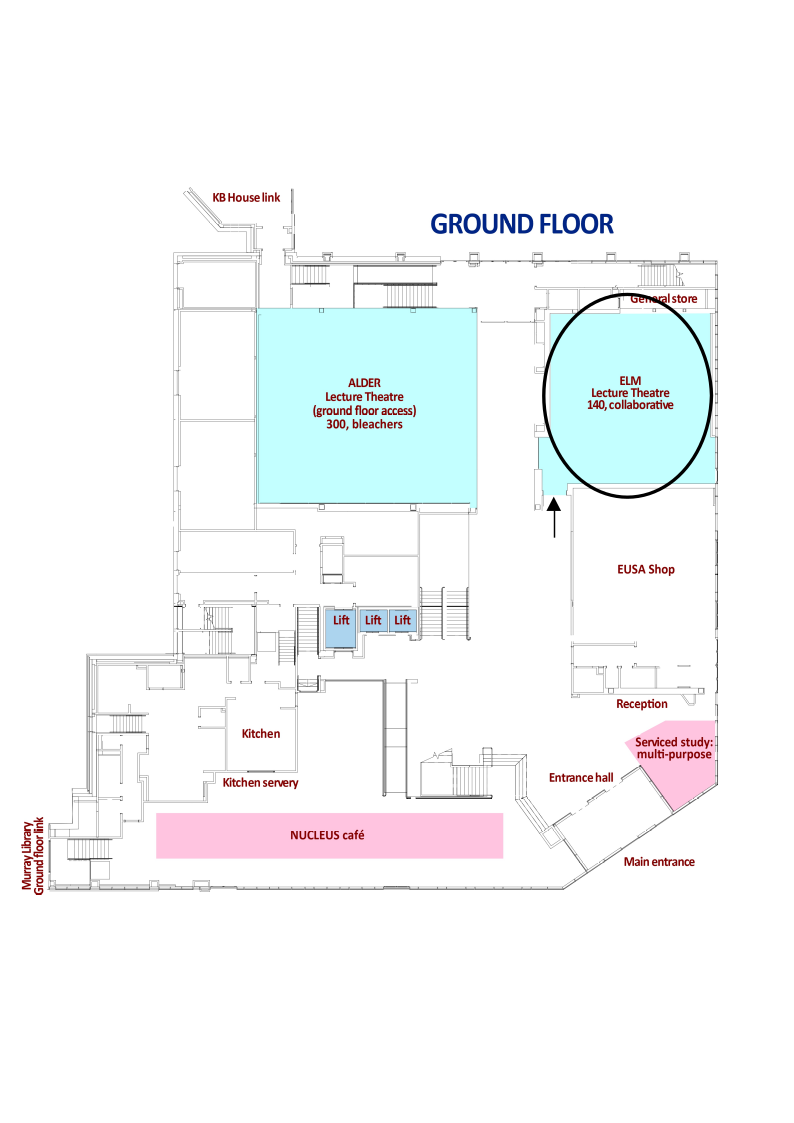 KB House link
GROUND FLOOR
General store
ALDER
Lecture Theatre
(ground floor access)
300, bleachers
ELM
Lecture Theatre
140, collaborative
EUSA Shop
Lift
Lift
Lift
Reception
Kitchen
Serviced study:
multi-purpose
Kitchen servery
Entrance hall
NUCLEUS café
Main entrance
Murray Library
Ground floor link